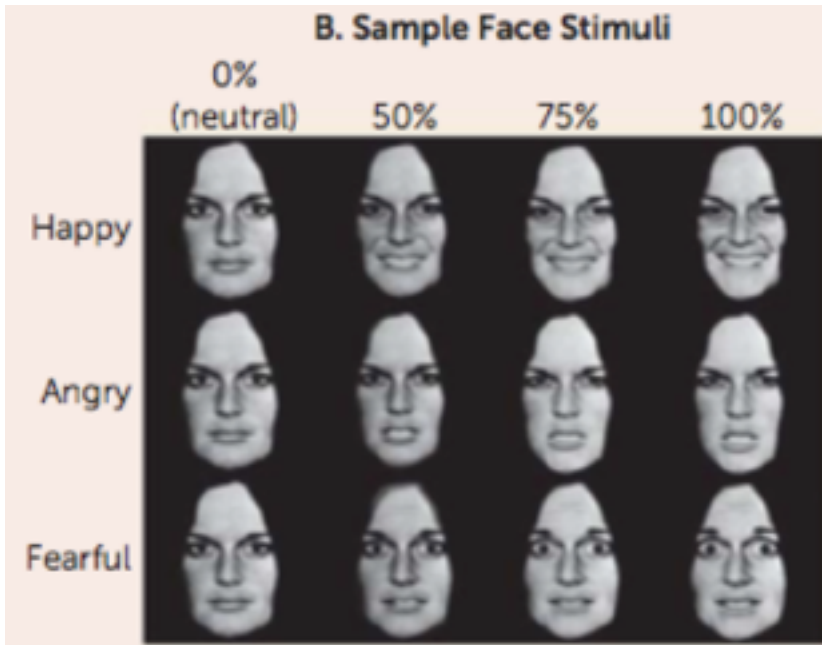 B. Sample Face Stimuli
0%
(neutral) 50% 75% 100%
Happy
Angry
Fearful